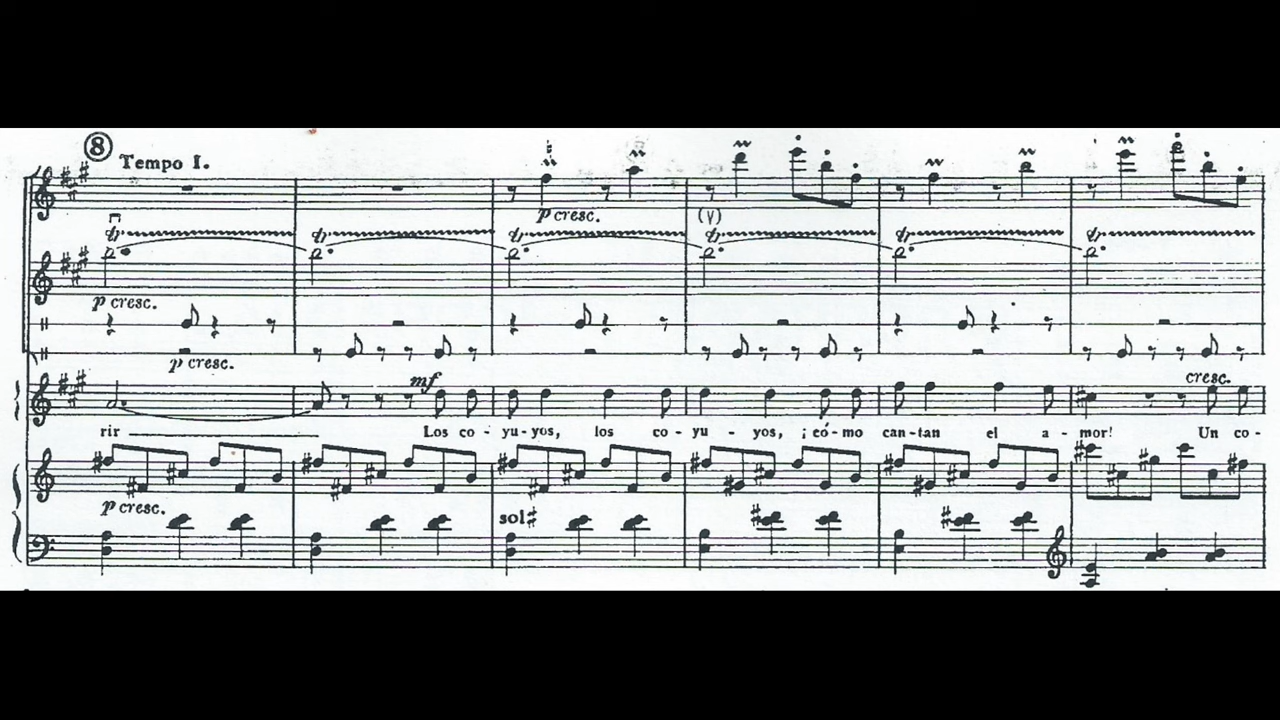 8
Tempo I.
p cresc.
(V)
p cresc.
p cresc.
mf
cresc.
rir Los co - yu - yos, los co - yu - yos, ¡có - mo can - tan el a - mor! Un co -
p cresc.
sol♯